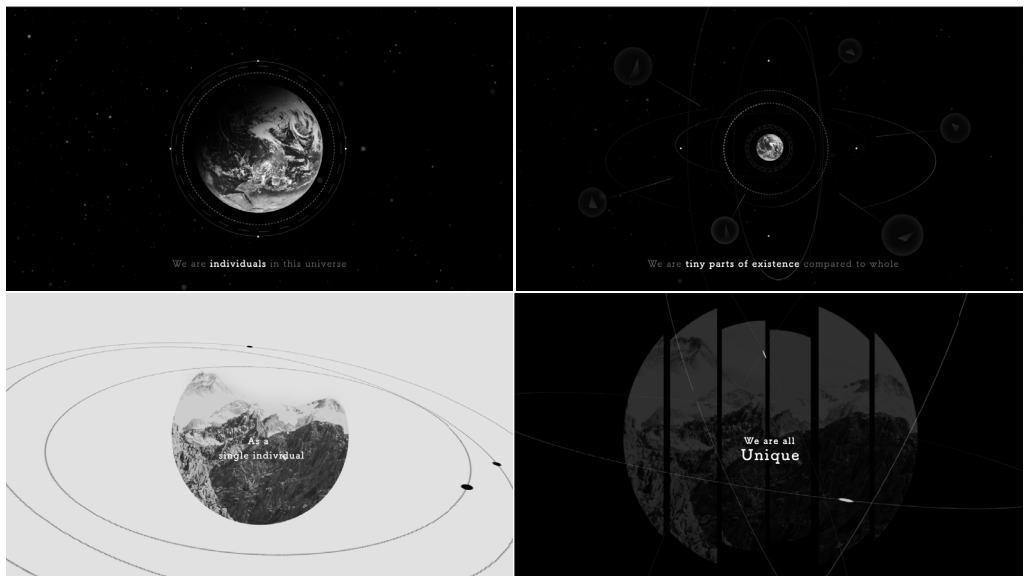 We are individuals in this universe
We are tiny parts of existence compared to whole
As a
single individual
We are all
Unique